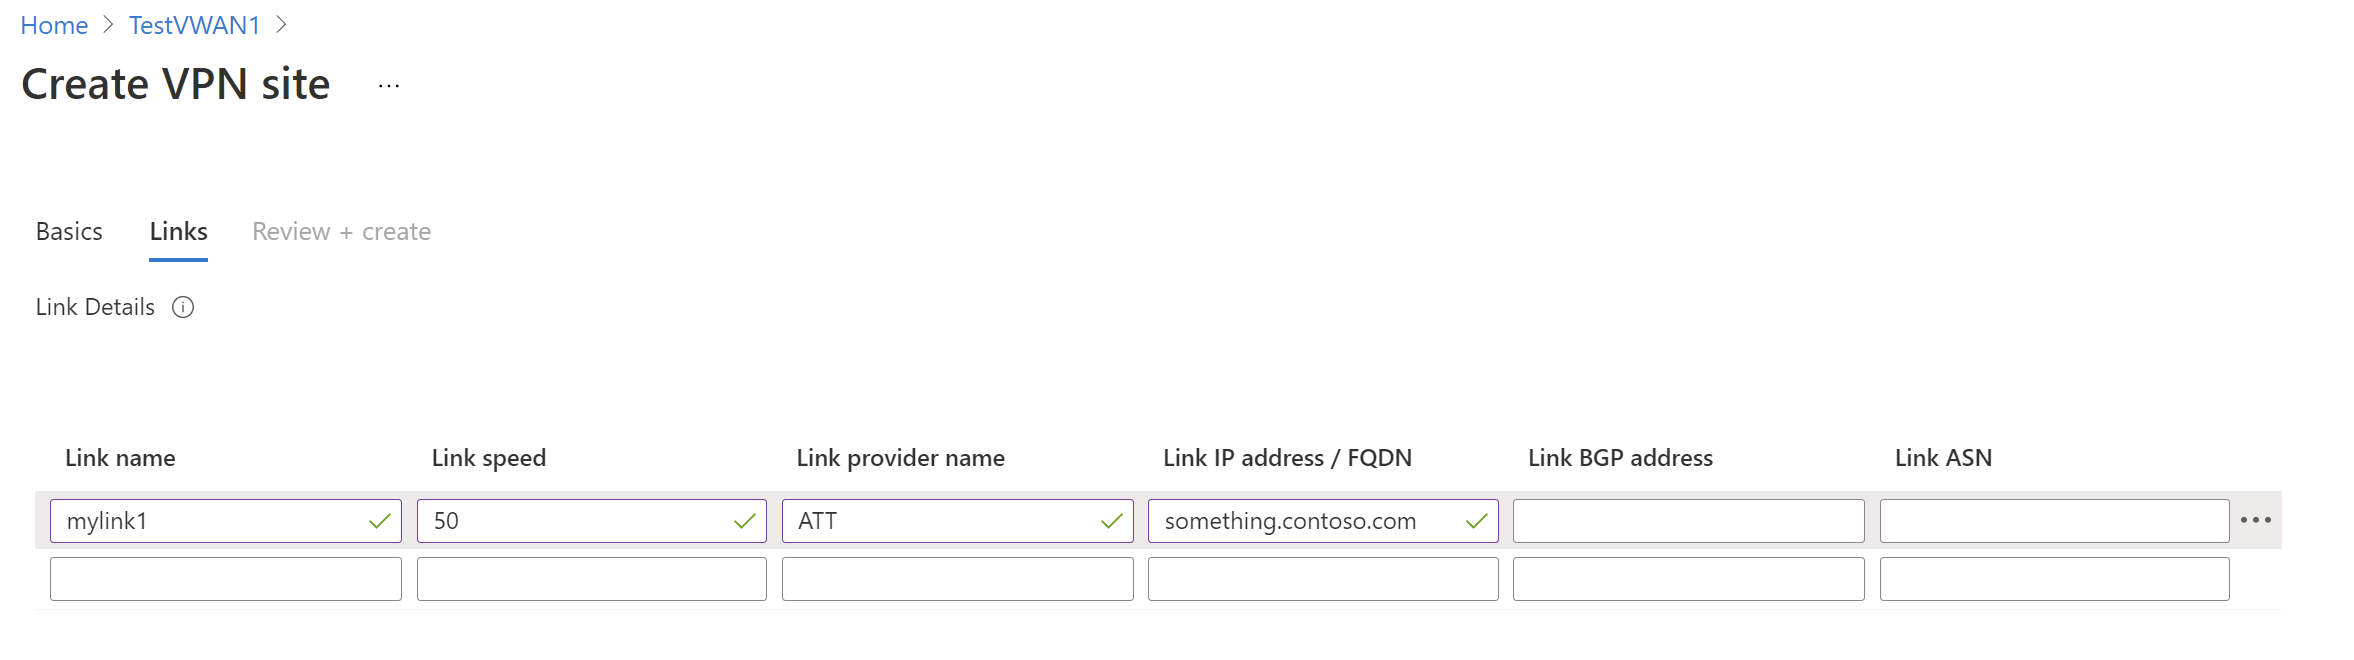 Home > TestVWAN1 >
Create VPN site ...
Basics Links Review + create
Link Details
Link name Link speed Link provider name Link IP address / FQDN Link BGP address Link ASN
mylink1 50 ATT something.contoso.com